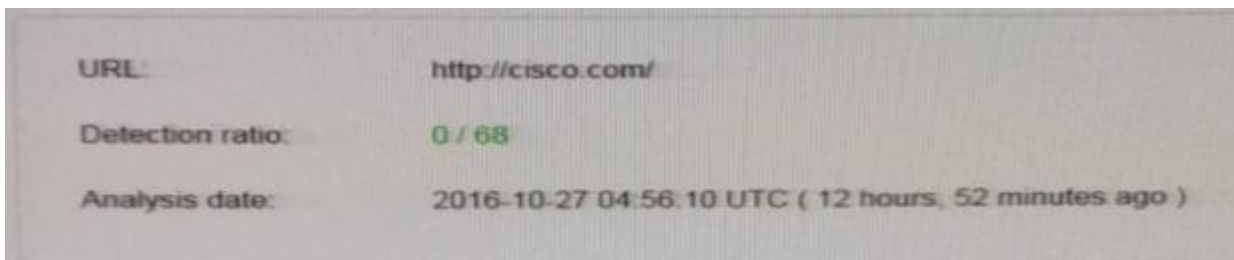 URL: http://cisco.com/
Detection ratio: 0 / 68
Analysis date: 2016-10-27 04:56:10 UTC ( 12 hours, 52 minutes ago )